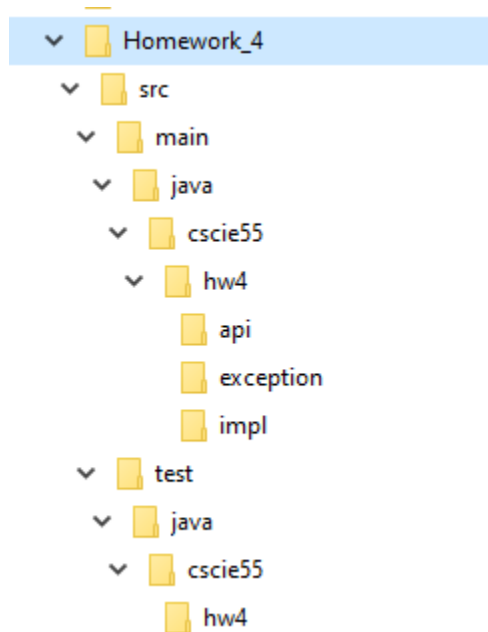 Homework_4
src
main
java
cscie55
hw4
api
exception
impl
test
java
cscie55
hw4